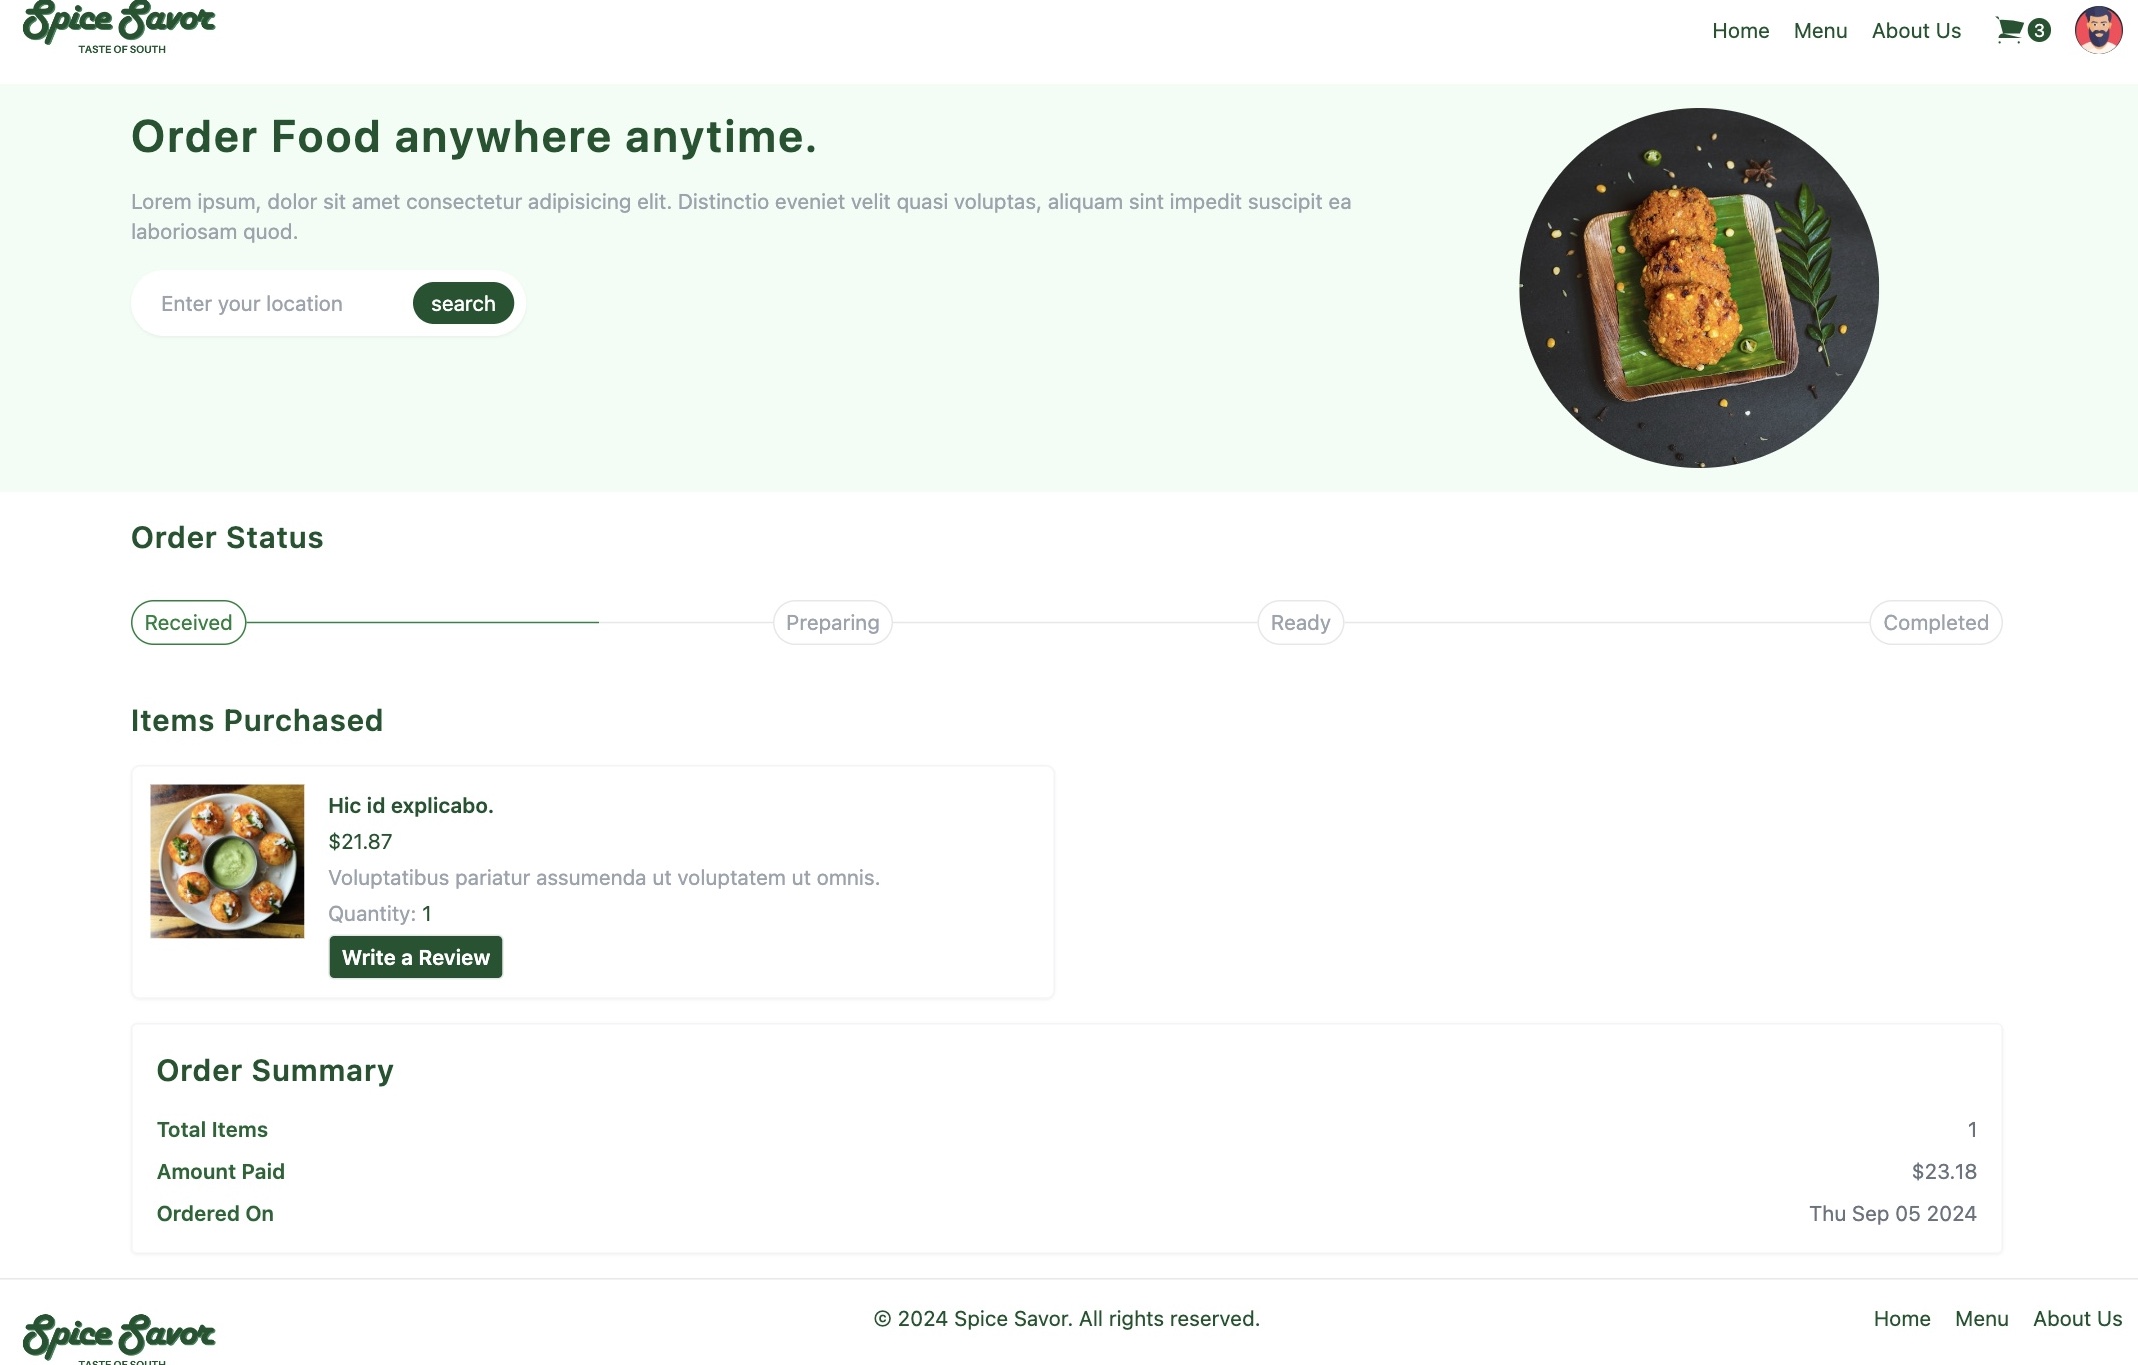 Spice Savor
TASTE OF SOUTH
Home Menu About Us 3
Order Food anywhere anytime.
Lorem ipsum, dolor sit amet consectetur adipisicing elit. Distinctio eveniet velit quasi voluptas, aliquam sint impedit suscipit ea
laboriosam quod.
Enter your location search
Order Status
Received Preparing Ready Completed
Items Purchased
Hic id explicabo.
$21.87
Voluptatibus pariatur assumenda ut voluptatem ut omnis.
Quantity: 1
Write a Review
Order Summary
Total Items 1
Amount Paid $23.18
Ordered On Thu Sep 05 2024
© 2024 Spice Savor. All rights reserved.
Home Menu About Us
Spice Savor
TASTE OF SOUTH